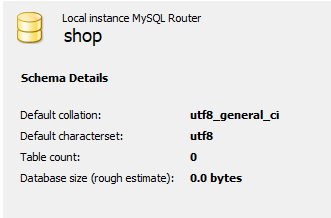 Local instance MySQL Router
shop
Schema Details
Default collation: utf8_general_ci
Default characterset: utf8
Table count: 0
Database size (rough estimate): 0.0 bytes